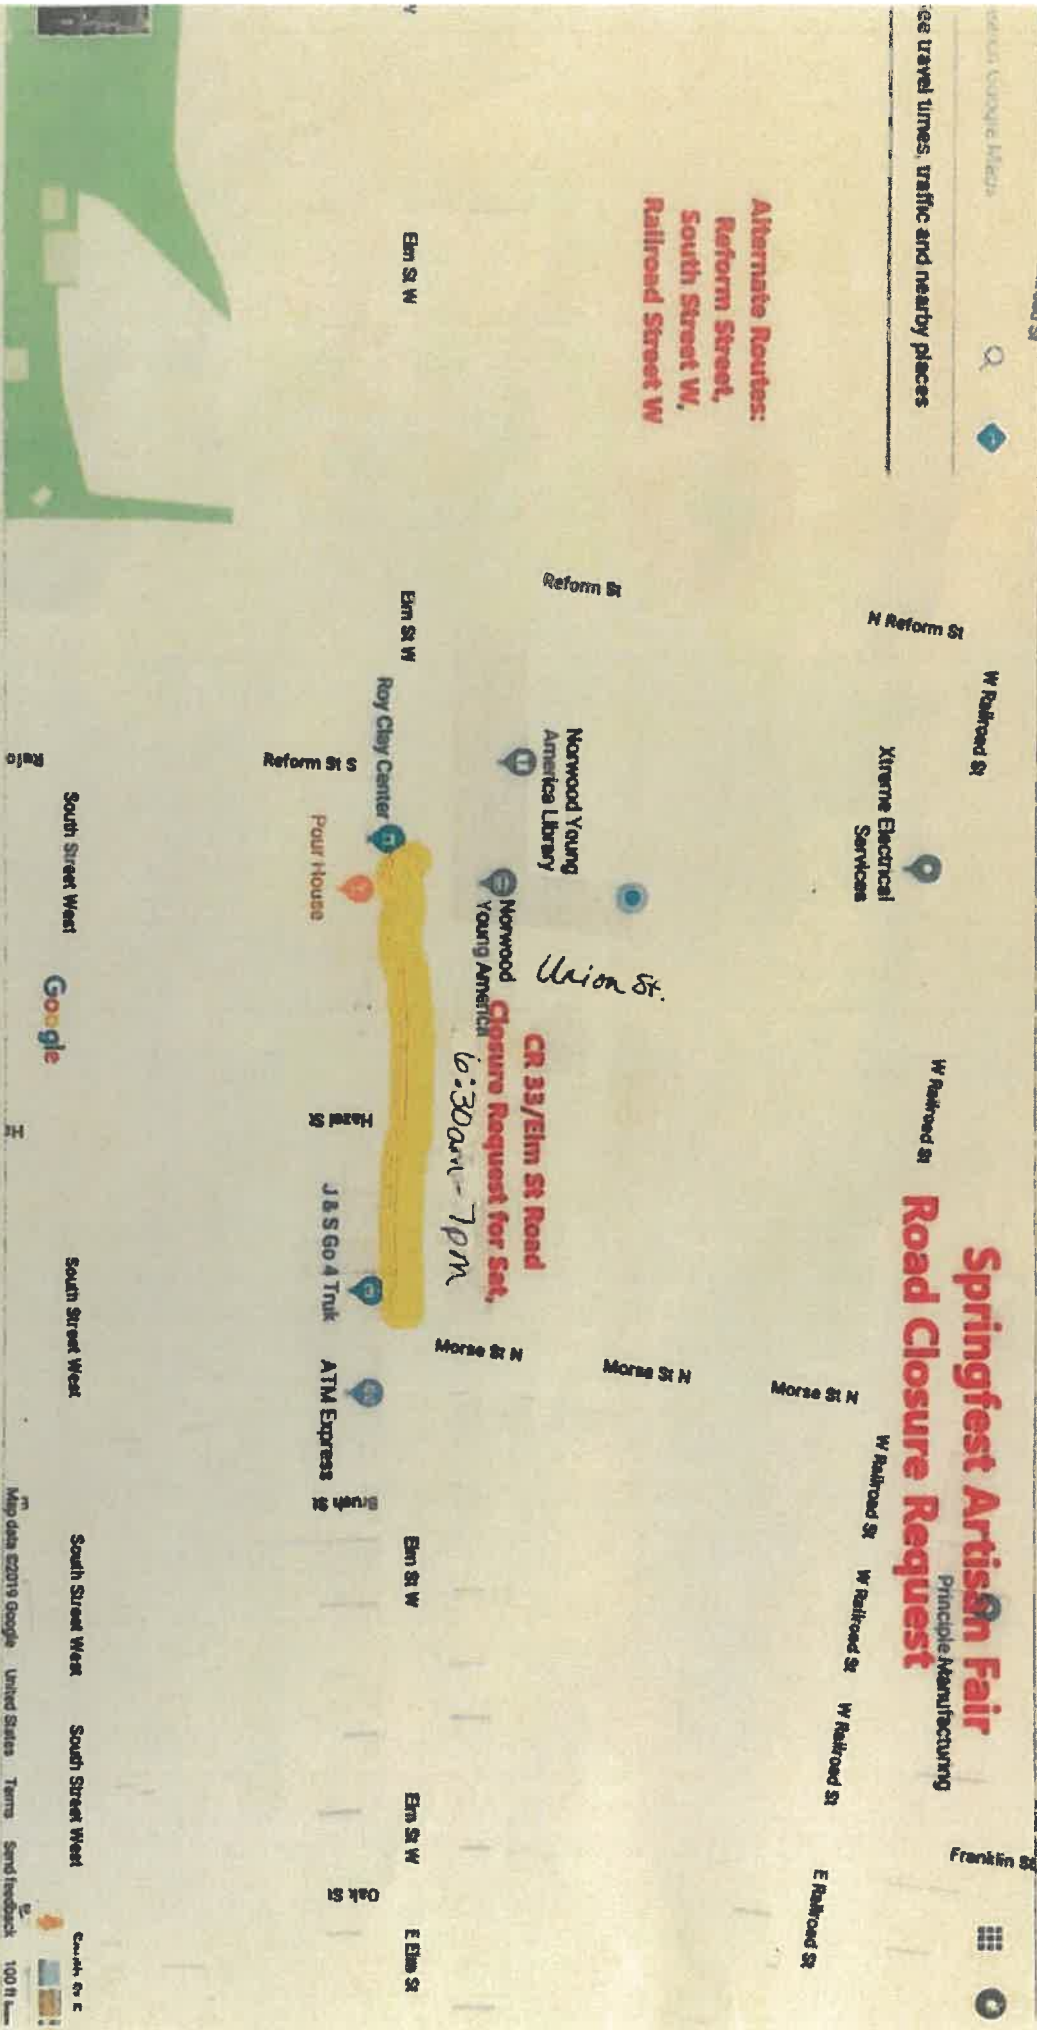 Springfest Artisan Fair
Road Closure Request
Principle Manufacturing
ee travel times, traffic and nearby places
Alternate Routes:
Reform Street,
South Street W,
Railroad Street W
W Railroad St
N Reform St
Xtreme Electrical
Services
W Railroad St
W Railroad St
W Railroad St
W Railroad St
E Railroad St
Franklin St
Reform St
Norwood Young
America Library
Union St.
Norwood
Young America
CR 33/Elm St Road
Closure Request for Sat,
6:30am - 7pm
Morse St N
Morse St N
Morse St N
Elm St W
Elm St W
Roy Clay Center
Elm St W
Elm St W
E Elm St
Reform St S
Pour House
Hazel St
J & S Go 4 Truk
ATM Express
Brush St
Oak St
South Street West
South Street West
South Street West
South Street West
Google
Map data ©2019 Google United States Terms Send feedback 100 ft